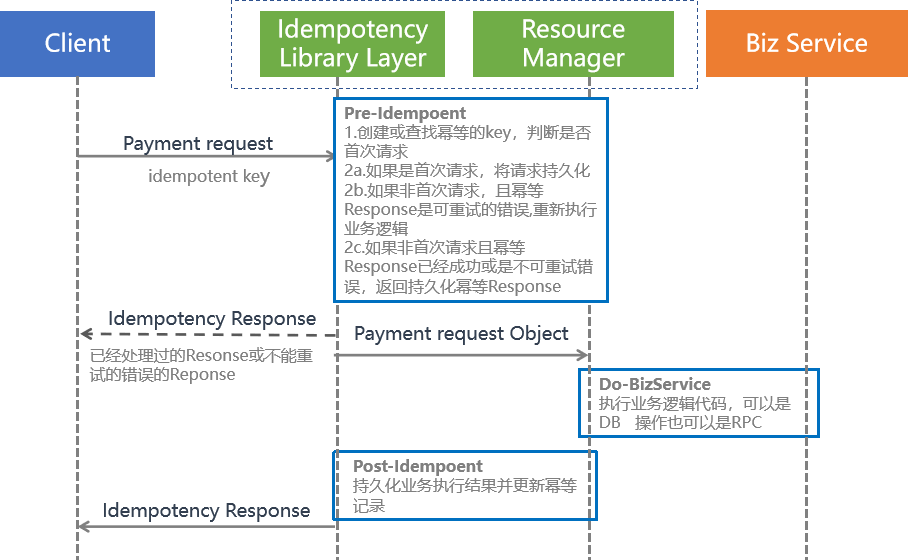 Client
Idempotency
Library Layer
Resource
Manager
Biz Service
Pre-Idempoent
1.创建或查找幂等的key，判断是否
首次请求
2a.如果是首次请求，将请求持久化
2b.如果非首次请求，且幂等
Response是可重试的错误,重新执行
业务逻辑
2c.如果非首次请求且幂等
Response已经成功或是不可重试错
误，返回持久化幂等Response
Payment request
idempotent key
Idempotency Response
已经处理过的Resonse或不能重
试的错误的Reponse
Payment request Object
Do-BizService
执行业务逻辑代码，可以是
DB 操作也可以是RPC
Post-Idempoent
持久化业务执行结果并更新幂等
记录
Idempotency Response